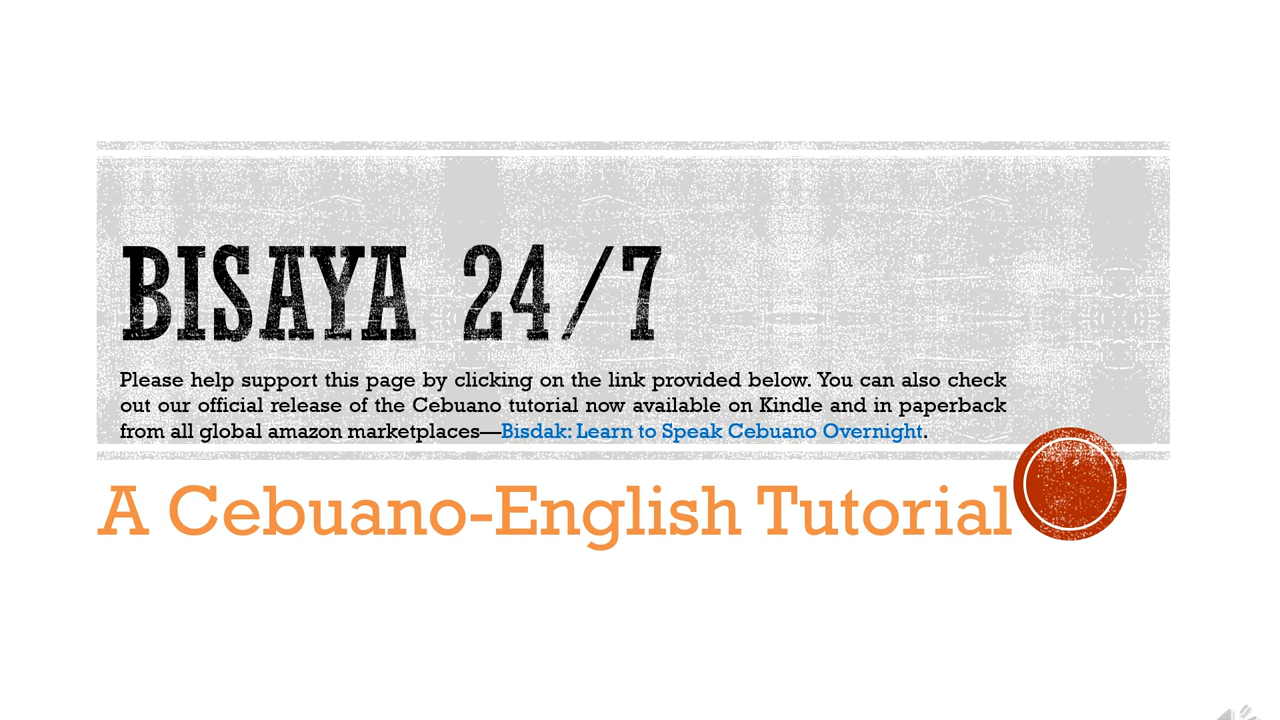 BISAYA 24/7
Please help support this page by clicking on the link provided below. You can also check
out our official release of the Cebuano tutorial now available on Kindle and in paperback
from all global amazon marketplaces—Bisdak: Learn to Speak Cebuano Overnight.
A Cebuano-English Tutorial